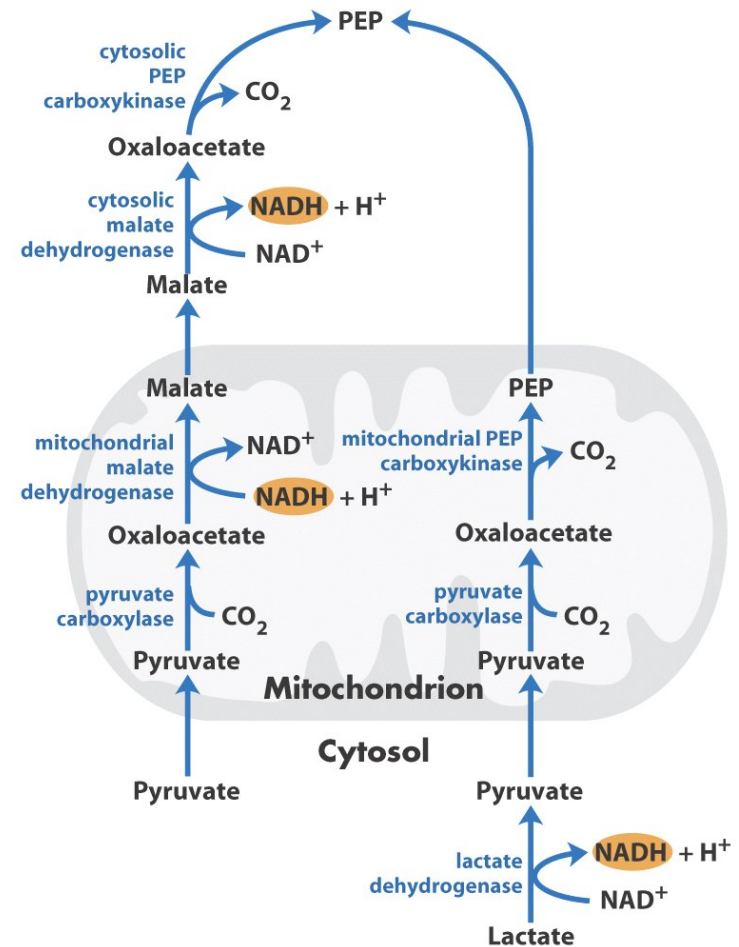 PEP
cytosolic
PEP
carboxykinase
CO₂
Oxaloacetate
cytosolic
malate
dehydrogenase
NADH + H⁺
NAD⁺
Malate
Malate
PEP
mitochondrial
malate
dehydrogenase
NAD⁺
NADH + H⁺
mitochondrial PEP
carboxykinase
CO₂
Oxaloacetate
Oxaloacetate
pyruvate
carboxylase
CO₂
pyruvate
carboxylase
CO₂
Pyruvate
Pyruvate
Mitochondrion
Cytosol
Pyruvate
Pyruvate
lactate
dehydrogenase
NADH + H⁺
NAD⁺
Lactate